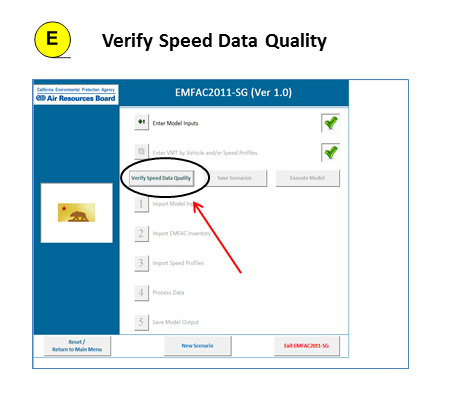 E
Verify Speed Data Quality
California Environmental Protection Agency
Air Resources Board
EMFAC2011-SG (Ver 1.0)
Enter Model Inputs
Enter VMT by Vehicle and/or Speed Profiles
Verify Speed Data Quality
Save Scenarios
Execute Model
1 Import Model Inputs
2 Import EMFAC Inventory
3 Import Speed Profiles
4 Process Data
5 Save Model Output
Reset /
Return to Main Menu
New Scenario
Exit EMFAC2011-SG